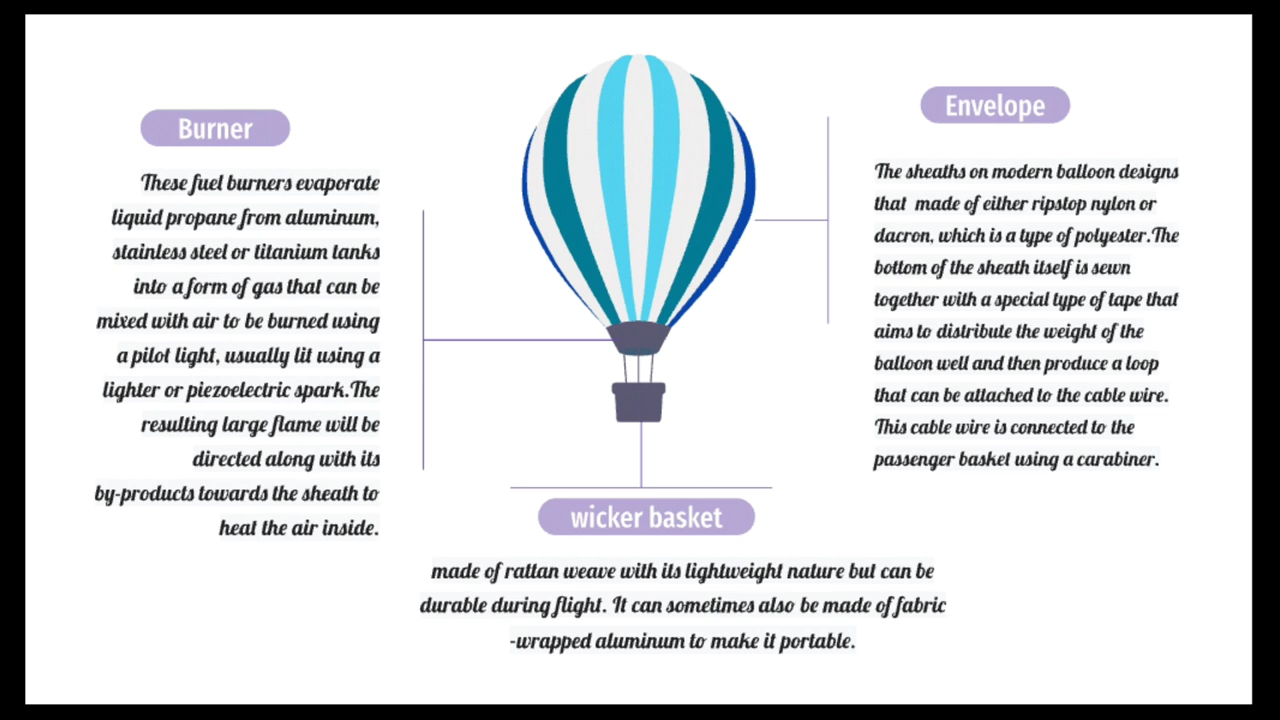 Burner
These fuel burners evaporate
liquid propane from aluminum,
stainless steel or titanium tanks
into a form of gas that can be
mixed with air to be burned using
a pilot light, usually lit using a
lighter or piezoelectric spark.The
resulting large flame will be
directed along with its
by-products towards the sheath to
heat the air inside.
Envelope
The sheaths on modern balloon designs
that made of either ripstop nylon or
dacron, which is a type of polyester.The
bottom of the sheath itself is sewn
together with a special type of tape that
aims to distribute the weight of the
balloon well and then produce a loop
that can be attached to the cable wire.
This cable wire is connected to the
passenger basket using a carabiner.
wicker basket
made of rattan weave with its lightweight nature but can be
durable during flight. It can sometimes also be made of fabric
-wrapped aluminum to make it portable.